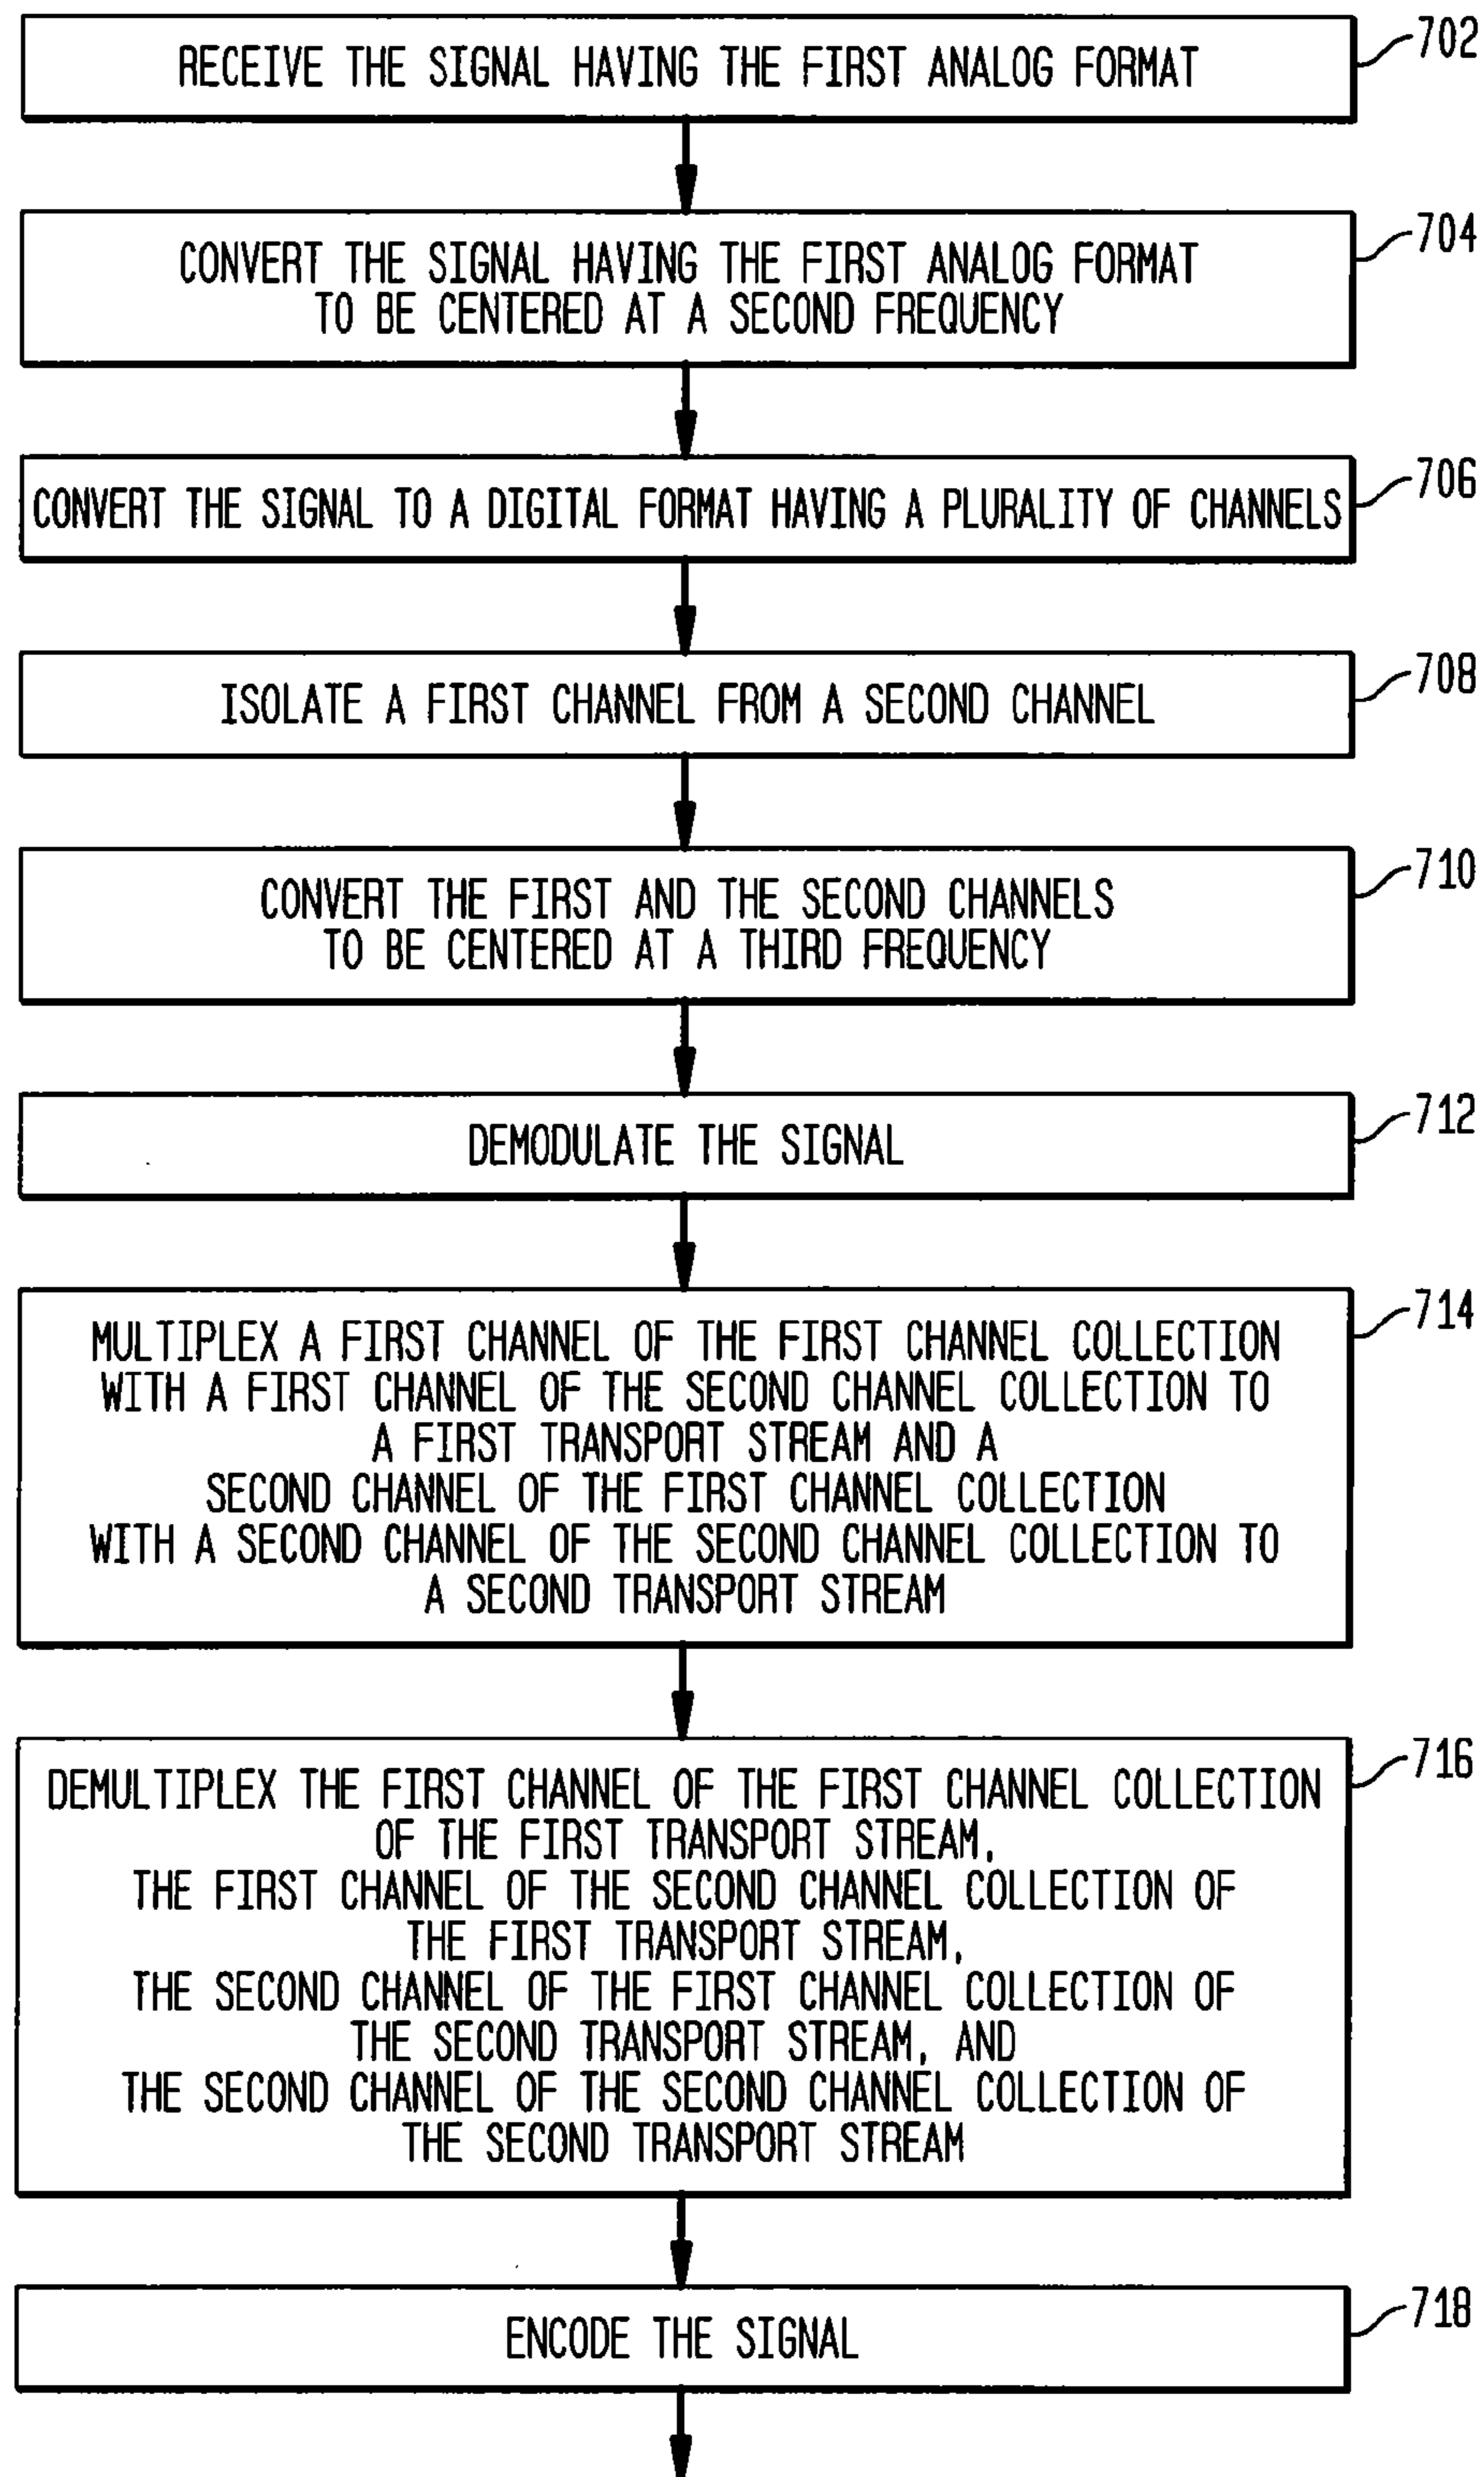 RECEIVE THE SIGNAL HAVING THE FIRST ANALOG FORMAT
702
CONVERT THE SIGNAL HAVING THE FIRST ANALOG FORMAT
TO BE CENTERED AT A SECOND FREQUENCY
704
CONVERT THE SIGNAL TO A DIGITAL FORMAT HAVING A PLURALITY OF CHANNELS
706
ISOLATE A FIRST CHANNEL FROM A SECOND CHANNEL
708
CONVERT THE FIRST AND THE SECOND CHANNELS
TO BE CENTERED AT A THIRD FREQUENCY
710
DEMODULATE THE SIGNAL
712
MULTIPLEX A FIRST CHANNEL OF THE FIRST CHANNEL COLLECTION
WITH A FIRST CHANNEL OF THE SECOND CHANNEL COLLECTION TO
A FIRST TRANSPORT STREAM AND A
SECOND CHANNEL OF THE FIRST CHANNEL COLLECTION
WITH A SECOND CHANNEL OF THE SECOND CHANNEL COLLECTION TO
A SECOND TRANSPORT STREAM
714
DEMULTIPLEX THE FIRST CHANNEL OF THE FIRST CHANNEL COLLECTION
OF THE FIRST TRANSPORT STREAM,
THE FIRST CHANNEL OF THE SECOND CHANNEL COLLECTION OF
THE FIRST TRANSPORT STREAM,
THE SECOND CHANNEL OF THE FIRST CHANNEL COLLECTION OF
THE SECOND TRANSPORT STREAM, AND
THE SECOND CHANNEL OF THE SECOND CHANNEL COLLECTION OF
THE SECOND TRANSPORT STREAM
716
ENCODE THE SIGNAL
718